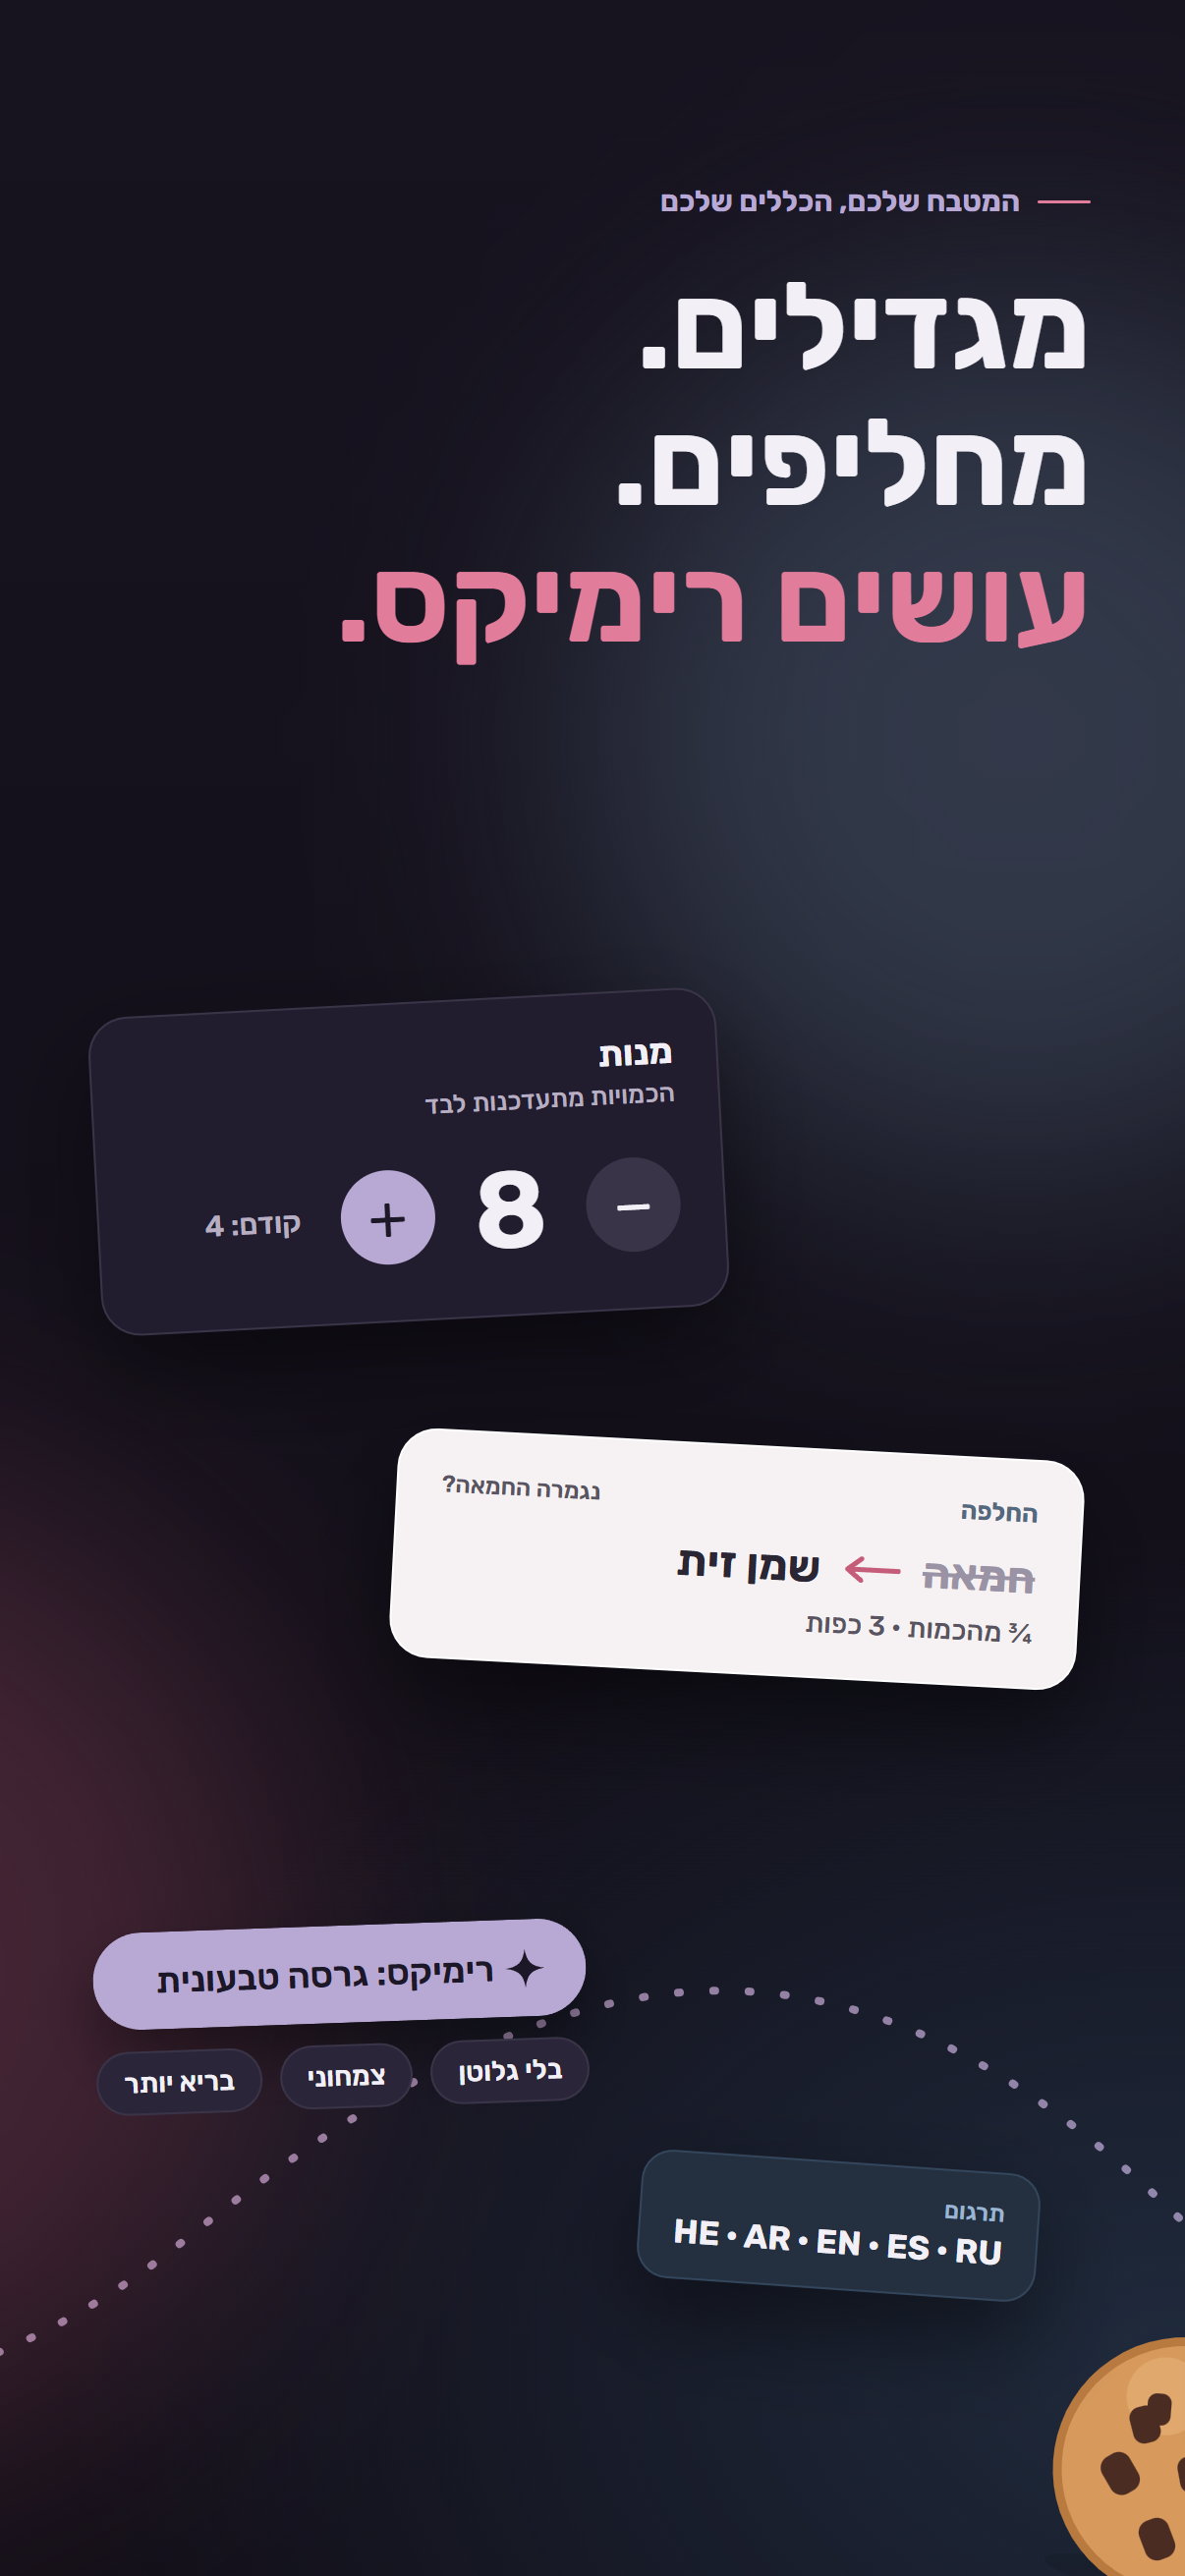 המטבח שלכם, הכללים שלכם
מגדילים.
מחליפים.
עושים רימיקס.
מנות
הכמויות מתעדכנות לבד
− 8 + קודם: 4
החלפה
נגמרה החמאה?
חמאה ← שמן זית
¾ מהכמות • 3 כפות
רימיקס: גרסה טבעונית
בלי גלוטן
צמחוני
בריא יותר
תרגום
HE • AR • EN • ES • RU